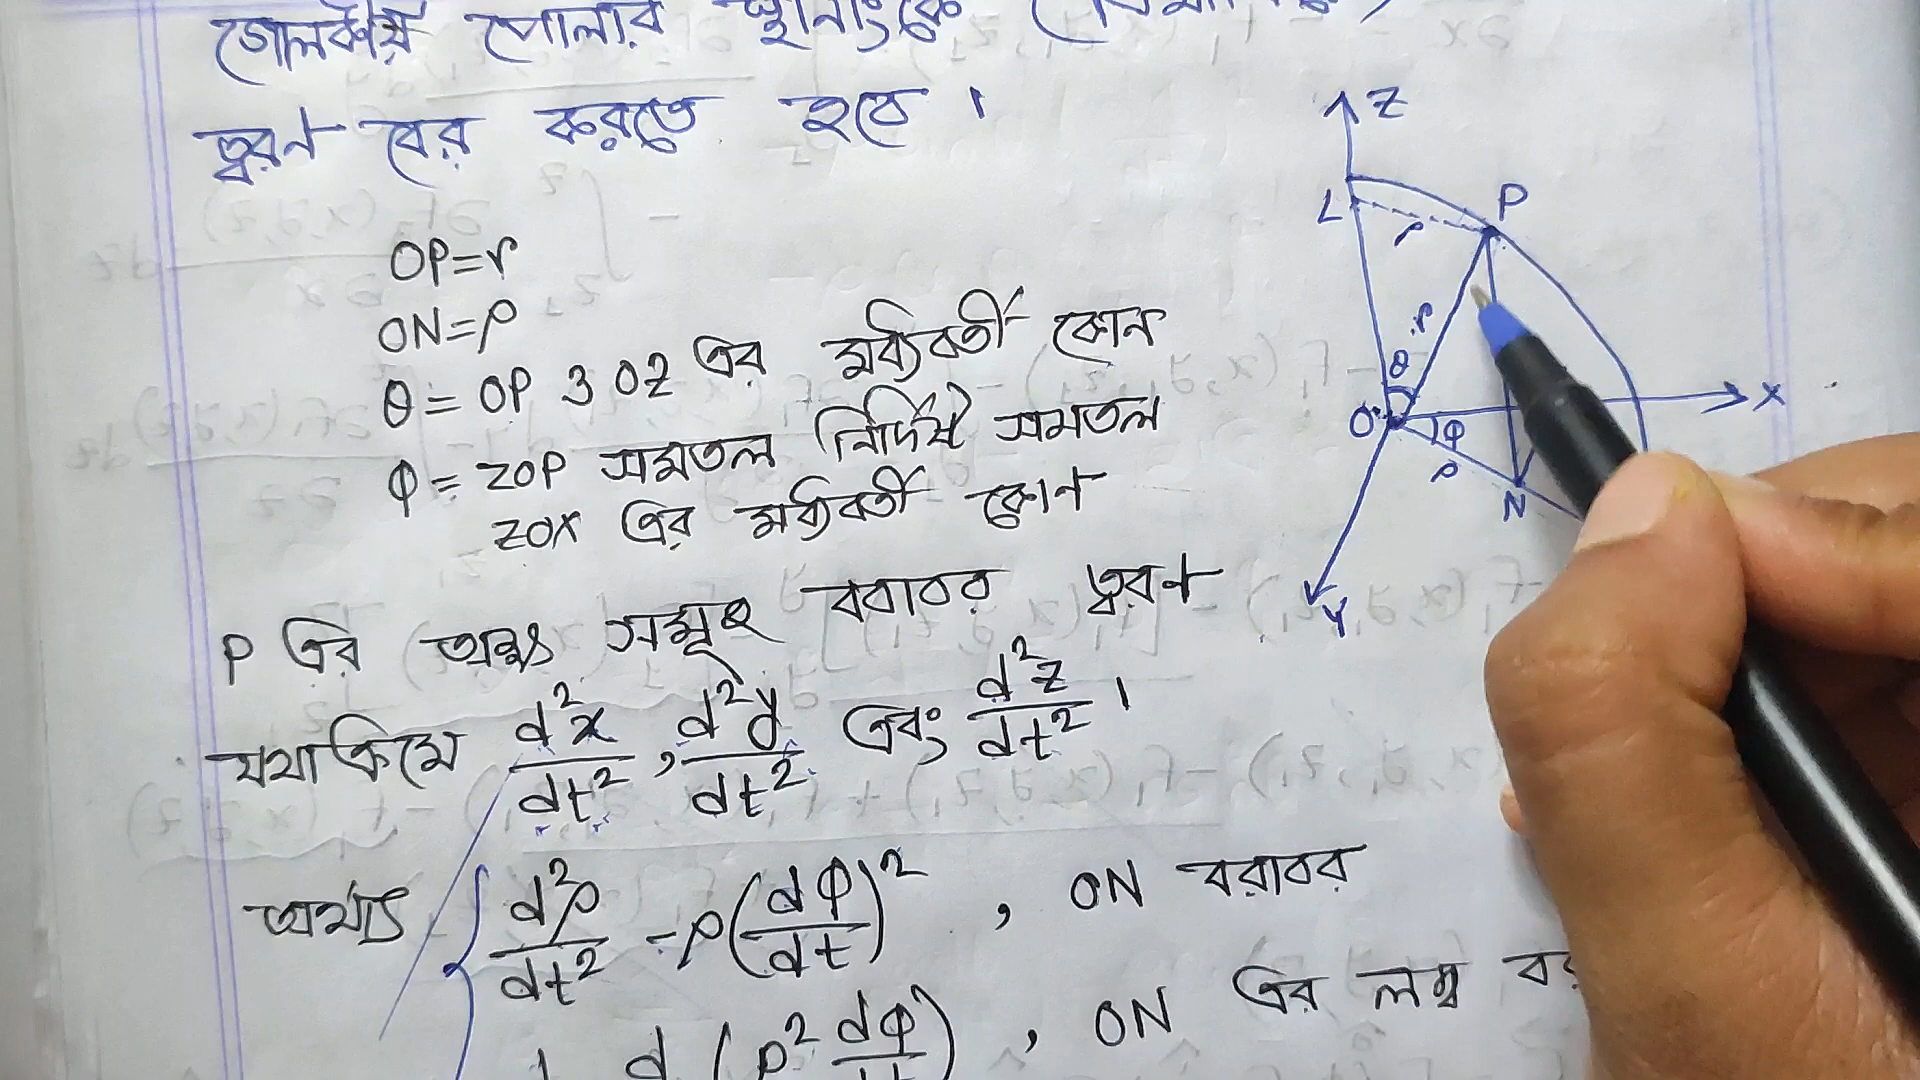 গোলকীয় পোলার স্থানাংকে
ত্বরণ বের করতে হবে ।
OP=r
ON=ρ
θ = OP ও OZ এর মধ্যবর্তী কোন
φ = ZOP সমতল নির্দিষ্ট সমতল
ZOX এর মধ্যবর্তী কোণ
P এর অক্ষ সমূহ বরাবর ত্বরণ
যথাক্রমে d²x/dt², d²y/dt² এবং d²z/dt² ।
অর্থাৎ { d²ρ/dt² - ρ(dφ/dt)², ON বরাবর
d (ρ² dφ), ON এর লম্ব
Z
L
P
ρ
r
θ
O
φ
X
ρ
N
Y